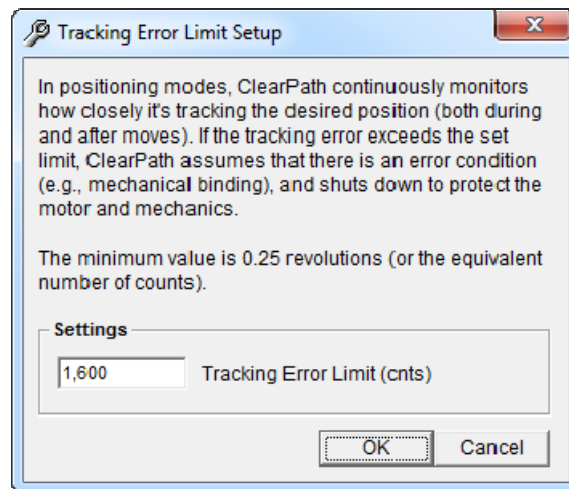 Tracking Error Limit Setup
In positioning modes, ClearPath continuously monitors
how closely it's tracking the desired position (both during
and after moves). If the tracking error exceeds the set
limit, ClearPath assumes that there is an error condition
(e.g., mechanical binding), and shuts down to protect the
motor and mechanics.
The minimum value is 0.25 revolutions (or the equivalent
number of counts).
Settings
1,600 Tracking Error Limit (cnts)
OK Cancel